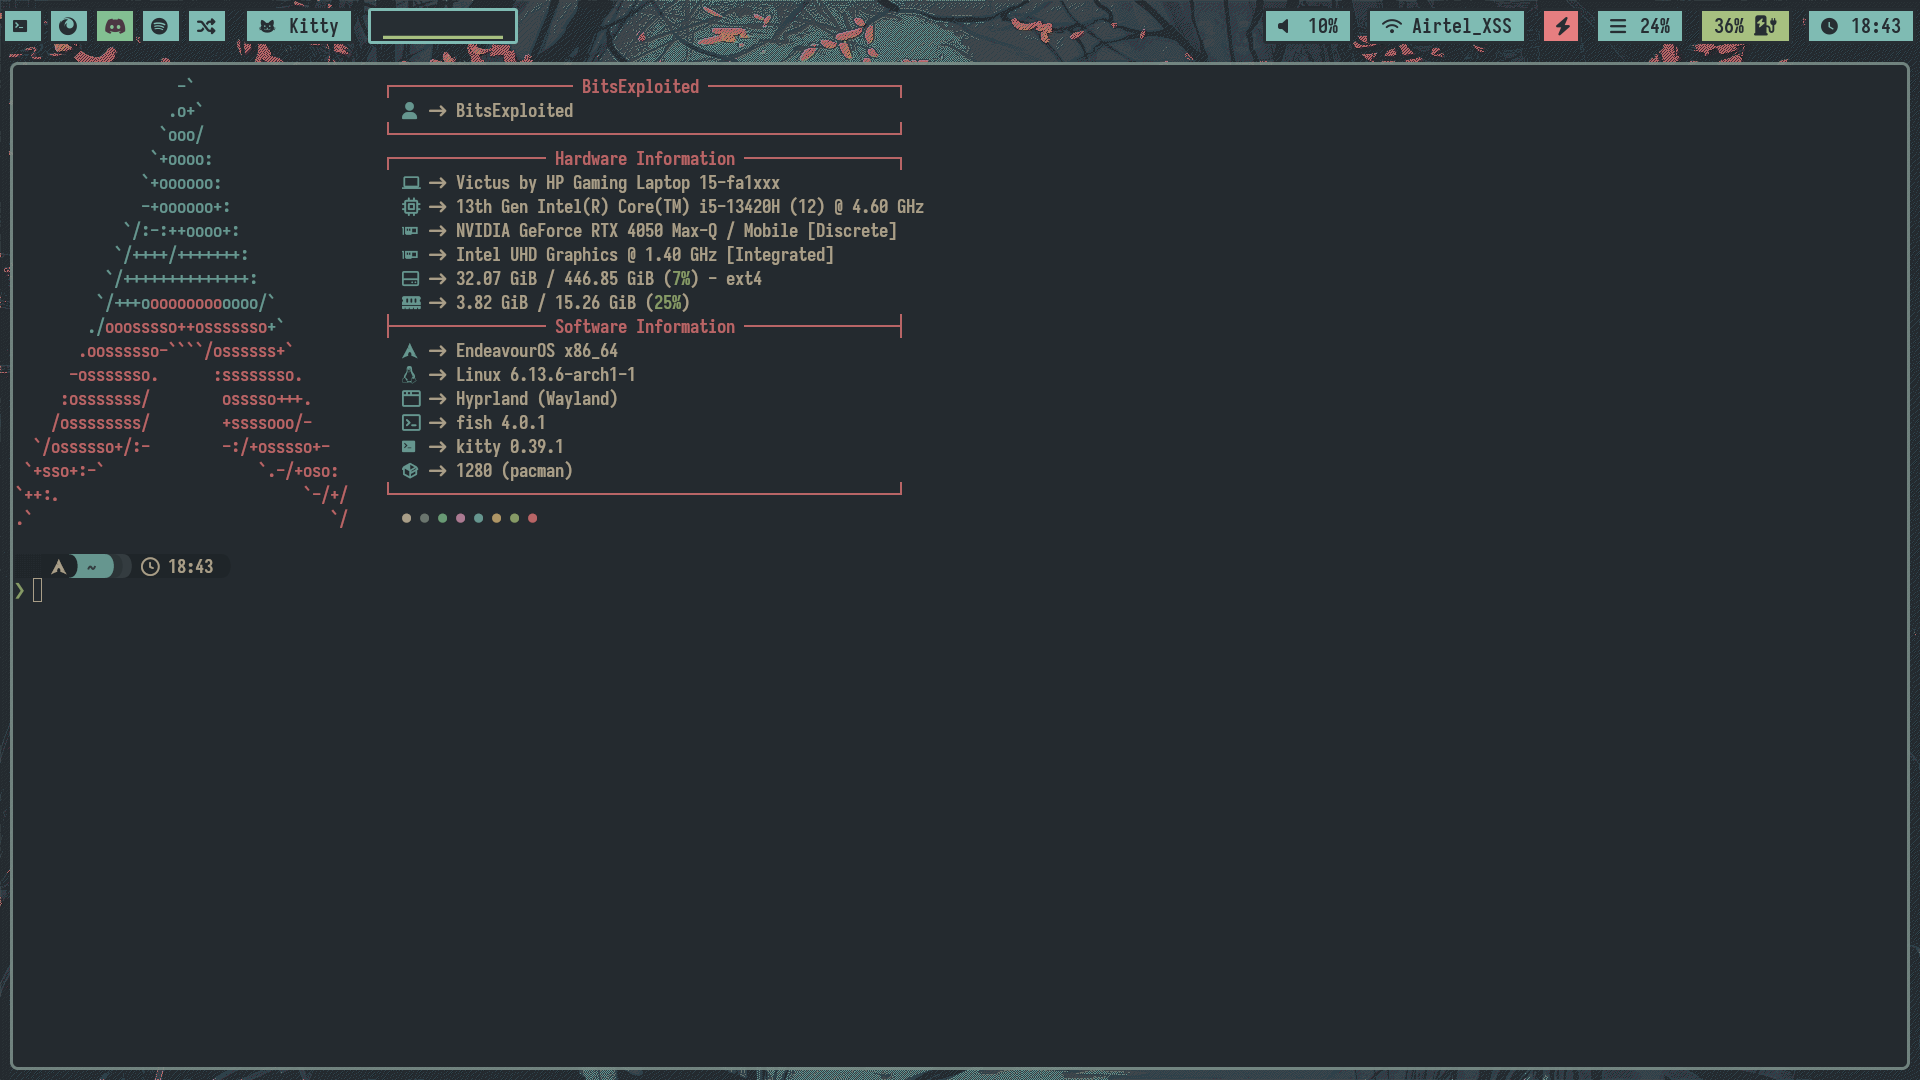 Kitty
10%
Airtel_XSS
24%
36%
18:43
-`
.o+`
`ooo/
`+oooo:
`+oooooo:
-+oooooo+:
`/:-:++oooo+:
`/++++/+++++++:
`/++++++++++++++:
`/+++ooooooooooooo/`
./ooosssso++osssssso+`
.oossssso-````/ossssss+`
-osssssso.      :ssssssso.
:osssssss/        osssso+++.
/ossssssss/        +ssssooo/-
`/ossssso+/:-        -:/+osssso+-
`+sso+:-`                 `.-/+oso:
`++:.                           `-/+/
.`                                 `/
BitsExploited
→ BitsExploited
Hardware Information
→ Victus by HP Gaming Laptop 15-fa1xxx
→ 13th Gen Intel(R) Core(TM) i5-13420H (12) @ 4.60 GHz
→ NVIDIA GeForce RTX 4050 Max-Q / Mobile [Discrete]
→ Intel UHD Graphics @ 1.40 GHz [Integrated]
→ 32.07 GiB / 446.85 GiB (7%) - ext4
→ 3.82 GiB / 15.26 GiB (25%)
Software Information
→ EndeavourOS x86_64
→ Linux 6.13.6-arch1-1
→ Hyprland (Wayland)
→ fish 4.0.1
→ kitty 0.39.1
→ 1280 (pacman)
~ 18:43
❯